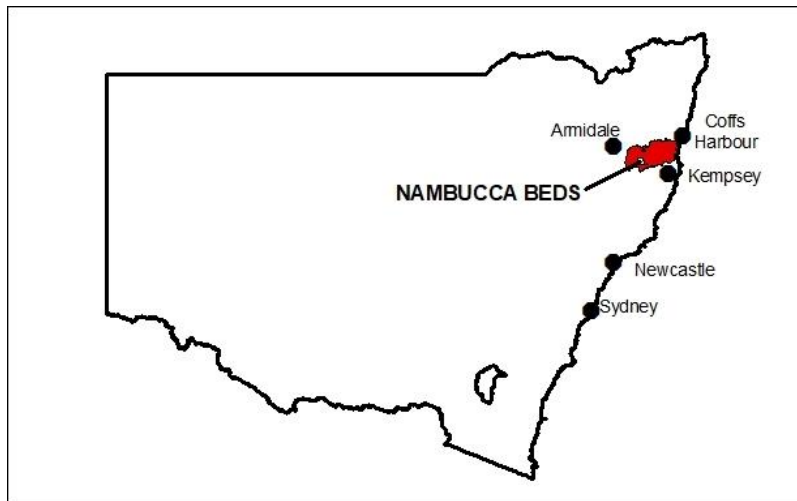 Coffs
Armidale
Harbour
Kempsey
NAMBUCCA BEDS
Newcastle
Sydney